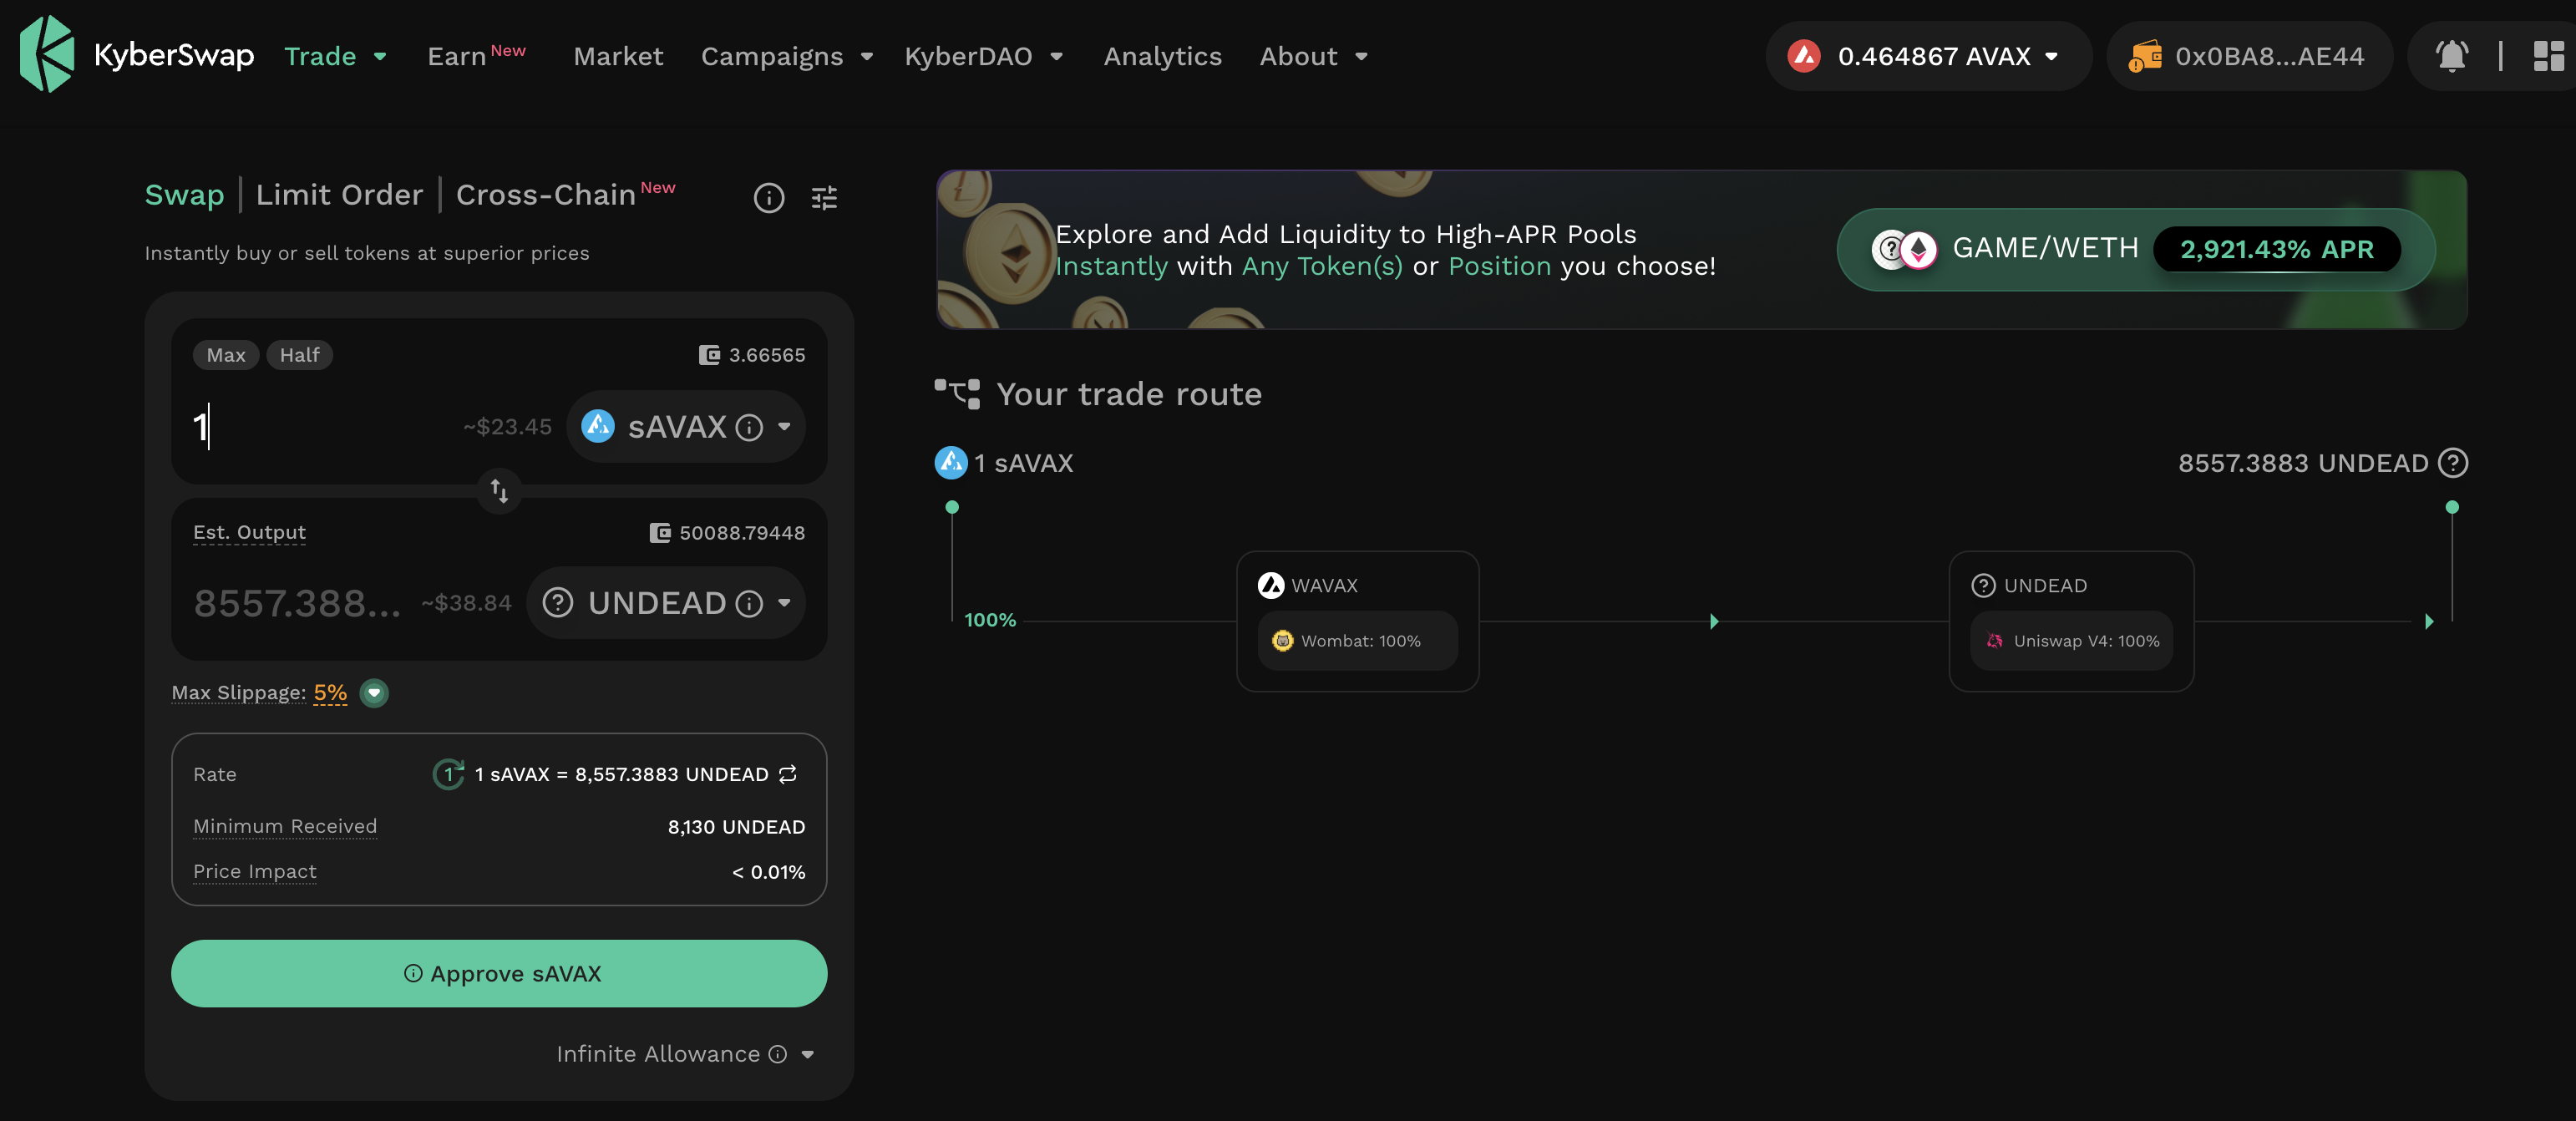 KyberSwap Trade Earn New Market Campaigns KyberDAO Analytics About 0.464867 AVAX 0x0BA8...AE44
Swap | Limit Order | Cross-Chain New
Instantly buy or sell tokens at superior prices
Max Half 3.66565
1 ~$23.45 sAVAX
Est. Output 50088.79448
8557.388... ~$38.84 UNDEAD
Max Slippage: 5%
Rate 1 1 sAVAX = 8,557.3883 UNDEAD
Minimum Received 8,130 UNDEAD
Price Impact < 0.01%
Approve sAVAX
Infinite Allowance
Explore and Add Liquidity to High-APR Pools
Instantly with Any Token(s) or Position you choose!
GAME/WETH 2,921.43% APR
Your trade route
1 sAVAX 8557.3883 UNDEAD
100%
WAVAX
Wombat: 100%
UNDEAD
Uniswap V4: 100%